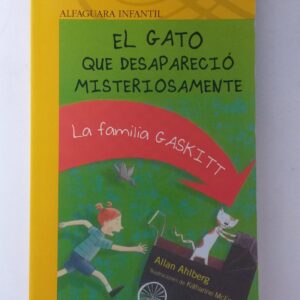 ALFAGUARA INFANTIL
EL GATO
QUE DESAPARECIÓ
MISTERIOSAMENTE
La familia GASKITT
Allan Ahlberg
Ilustraciones de Katharine